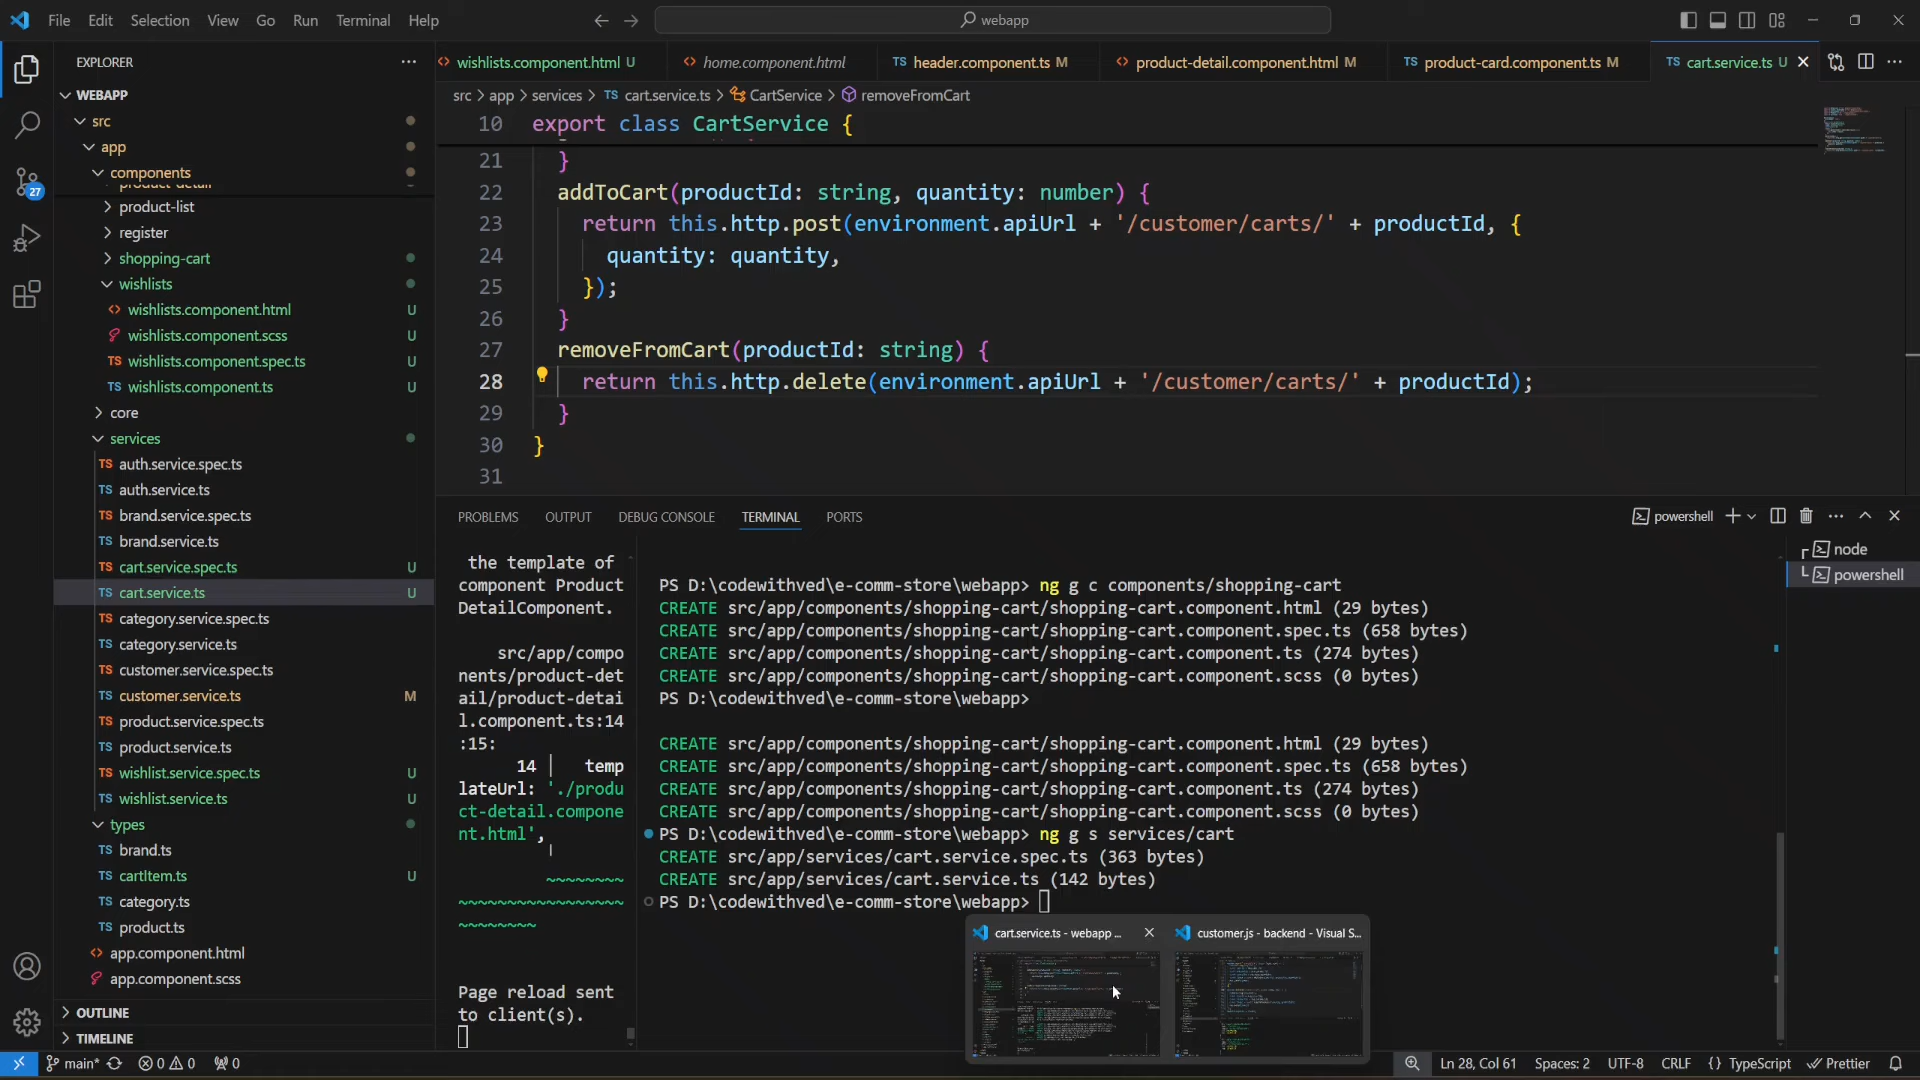 File Edit Selection View Go Run Terminal Help
webapp
EXPLORER
WEBAPP
src
app
components
product-detail
product-list
register
shopping-cart
wishlists
wishlists.component.html U
wishlists.component.scss U
wishlists.component.spec.ts U
wishlists.component.ts U
core
services
auth.service.spec.ts
auth.service.ts
brand.service.spec.ts
brand.service.ts
cart.service.spec.ts U
cart.service.ts U
category.service.spec.ts
category.service.ts
customer.service.spec.ts
customer.service.ts M
product.service.spec.ts
product.service.ts
wishlist.service.spec.ts U
wishlist.service.ts U
types
brand.ts
cartItem.ts U
category.ts
product.ts
app.component.html
app.component.scss
OUTLINE
TIMELINE
27
wishlists.component.html U
home.component.html
TS header.component.ts M
product-detail.component.html M
TS product-card.component.ts M
TS cart.service.ts U
src > app > services > TS cart.service.ts > CartService > removeFromCart
10 export class CartService {
21 }
22 addToCart(productId: string, quantity: number) {
23 return this.http.post(environment.apiUrl + '/customer/carts/' + productId, {
24 quantity: quantity,
25 });
26 }
27 removeFromCart(productId: string) {
28 return this.http.delete(environment.apiUrl + '/customer/carts/' + productId);
29 }
30 }
31
PROBLEMS OUTPUT DEBUG CONSOLE TERMINAL PORTS
powershell
node
powershell
the template of
component Product
DetailComponent.
src/app/compo
nents/product-det
ail/product-detai
l.component.ts:14
:15:
14 | temp
lateUrl: './produ
ct-detail.compone
nt.html',
~~~~~~~~
~~~~~~~~~~~~~~~~~
~~~~~~~~
Page reload sent
to client(s).
PS D:\codewithved\e-comm-store\webapp> ng g c components/shopping-cart
CREATE src/app/components/shopping-cart/shopping-cart.component.html (29 bytes)
CREATE src/app/components/shopping-cart/shopping-cart.component.spec.ts (658 bytes)
CREATE src/app/components/shopping-cart/shopping-cart.component.ts (274 bytes)
CREATE src/app/components/shopping-cart/shopping-cart.component.scss (0 bytes)
PS D:\codewithved\e-comm-store\webapp>
CREATE src/app/components/shopping-cart/shopping-cart.component.html (29 bytes)
CREATE src/app/components/shopping-cart/shopping-cart.component.spec.ts (658 bytes)
CREATE src/app/components/shopping-cart/shopping-cart.component.ts (274 bytes)
CREATE src/app/components/shopping-cart/shopping-cart.component.scss (0 bytes)
PS D:\codewithved\e-comm-store\webapp> ng g s services/cart
CREATE src/app/services/cart.service.spec.ts (363 bytes)
CREATE src/app/services/cart.service.ts (142 bytes)
PS D:\codewithved\e-comm-store\webapp>
cart.service.ts - webapp ...
customer.js - backend - Visual S...
main* 0 0 0
Ln 28, Col 61 Spaces: 2 UTF-8 CRLF {} TypeScript Prettier